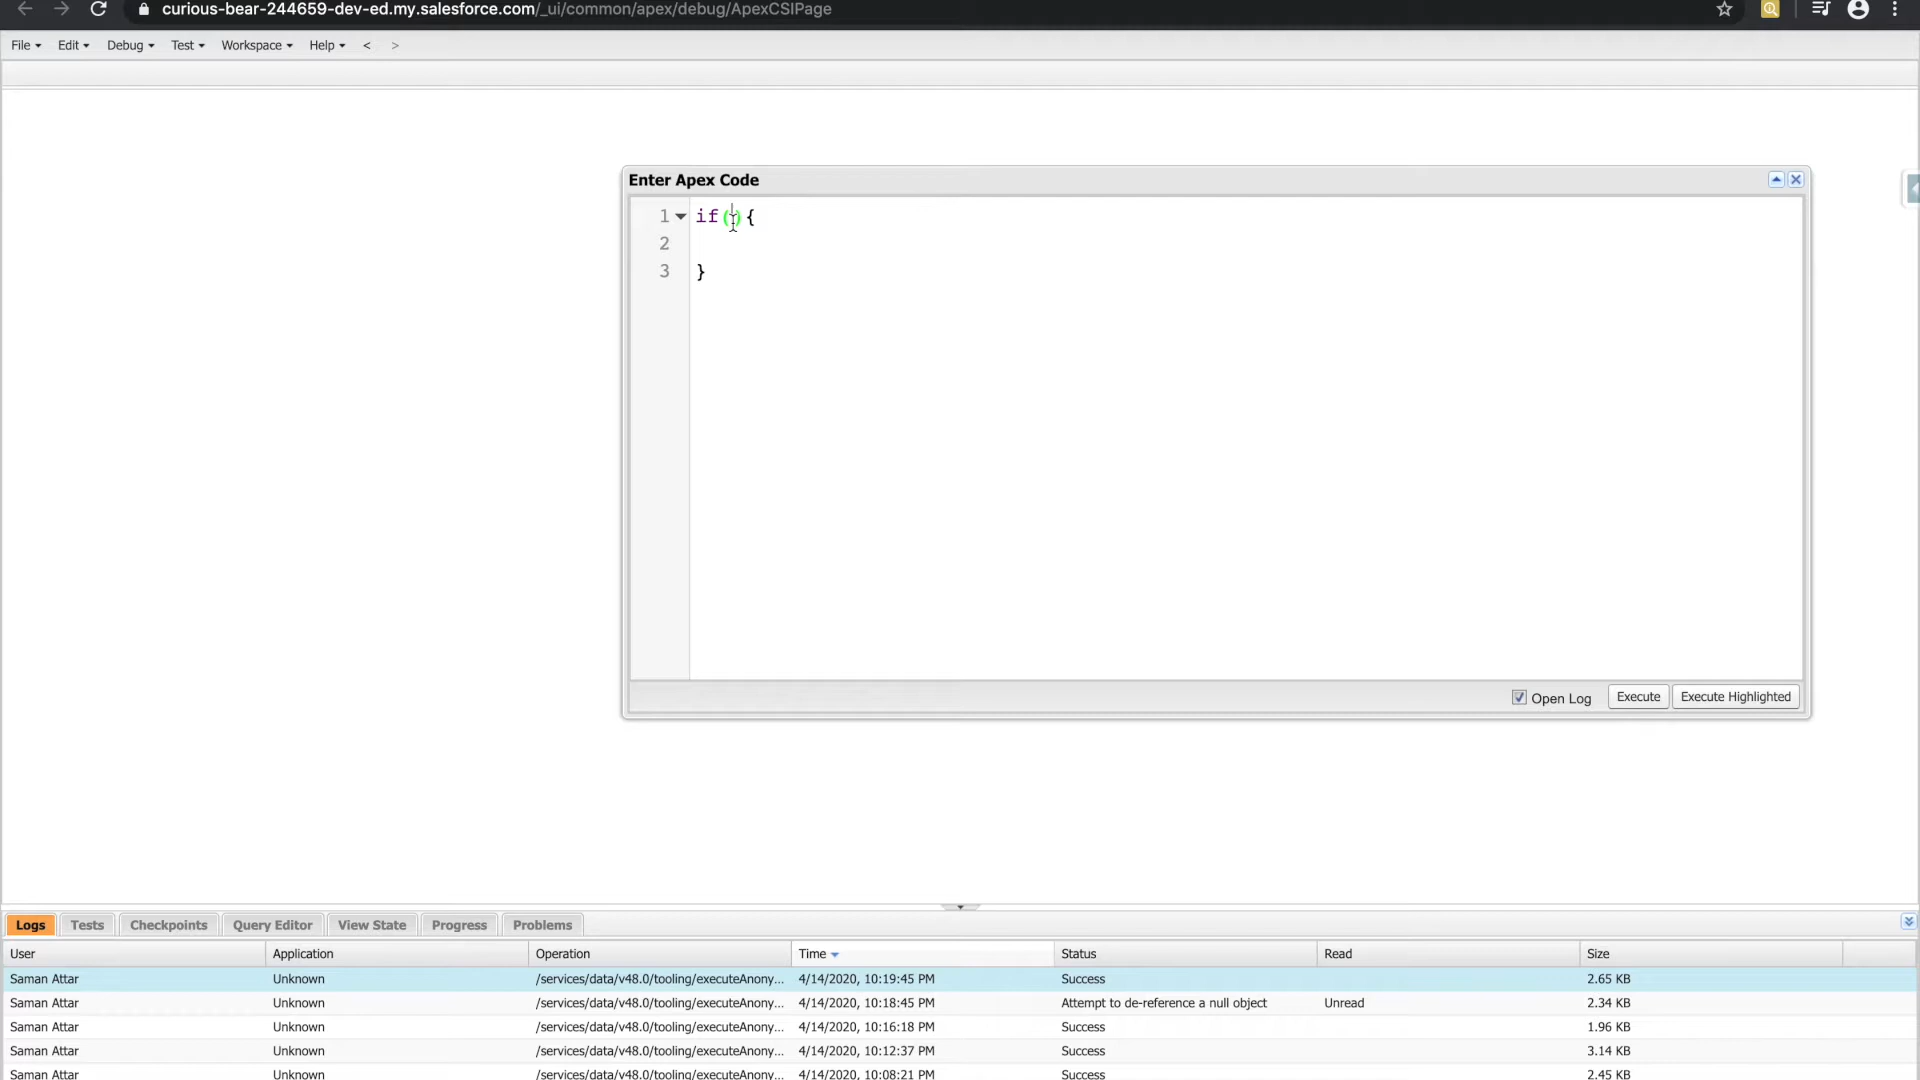 curious-bear-244659-dev-ed.my.salesforce.com/_ui/common/apex/debug/ApexCSIPage
File Edit Debug Test Workspace Help < >
Enter Apex Code
1 if(){
2
3 }
Open Log Execute Execute Highlighted
Logs Tests Checkpoints Query Editor View State Progress Problems
User Application Operation Time Status Read Size
Saman Attar Unknown /services/data/v48.0/tooling/executeAnony... 4/14/2020, 10:19:45 PM Success 2.65 KB
Saman Attar Unknown /services/data/v48.0/tooling/executeAnony... 4/14/2020, 10:18:45 PM Attempt to de-reference a null object Unread 2.34 KB
Saman Attar Unknown /services/data/v48.0/tooling/executeAnony... 4/14/2020, 10:16:18 PM Success 1.96 KB
Saman Attar Unknown /services/data/v48.0/tooling/executeAnony... 4/14/2020, 10:12:37 PM Success 3.14 KB
Saman Attar Unknown /services/data/v48.0/tooling/executeAnony... 4/14/2020, 10:08:21 PM Success 2.45 KB